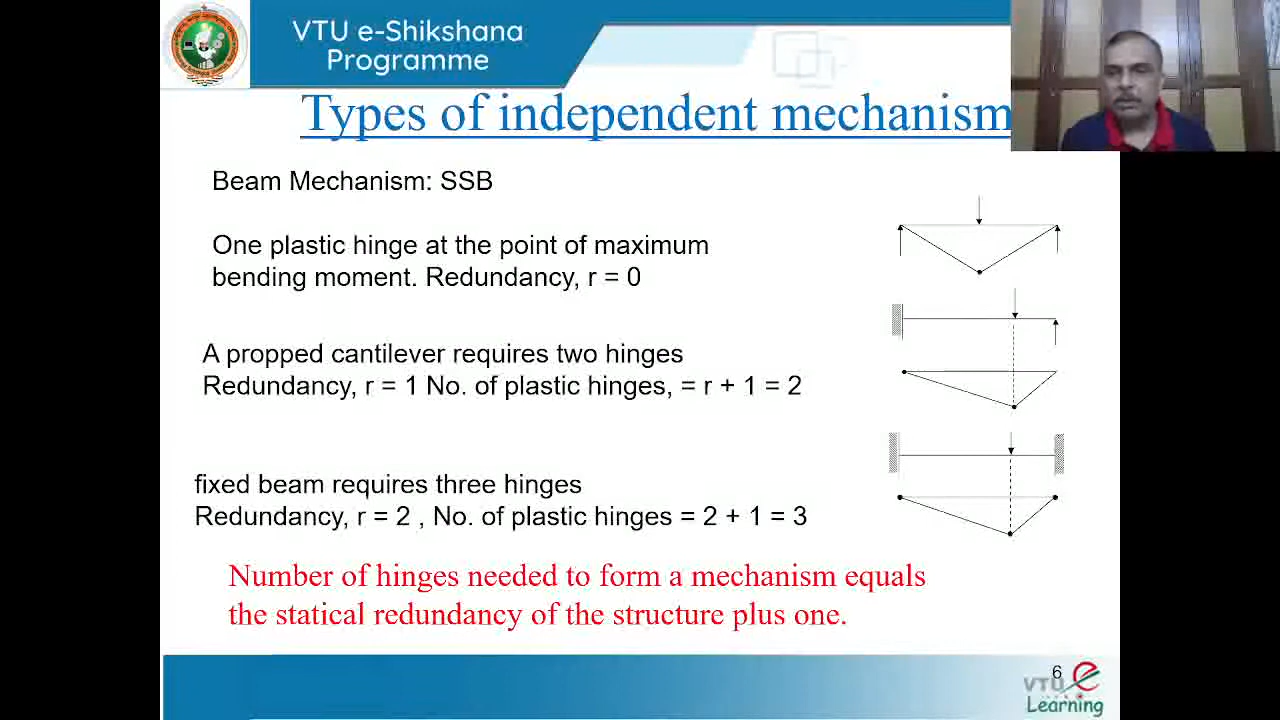 VTU e-Shikshana
Programme
Types of independent mechanism
Beam Mechanism: SSB
One plastic hinge at the point of maximum
bending moment. Redundancy, r = 0
A propped cantilever requires two hinges
Redundancy, r = 1 No. of plastic hinges, = r + 1 = 2
fixed beam requires three hinges
Redundancy, r = 2 , No. of plastic hinges = 2 + 1 = 3
Number of hinges needed to form a mechanism equals
the statical redundancy of the structure plus one.
6
VTU e
Learning